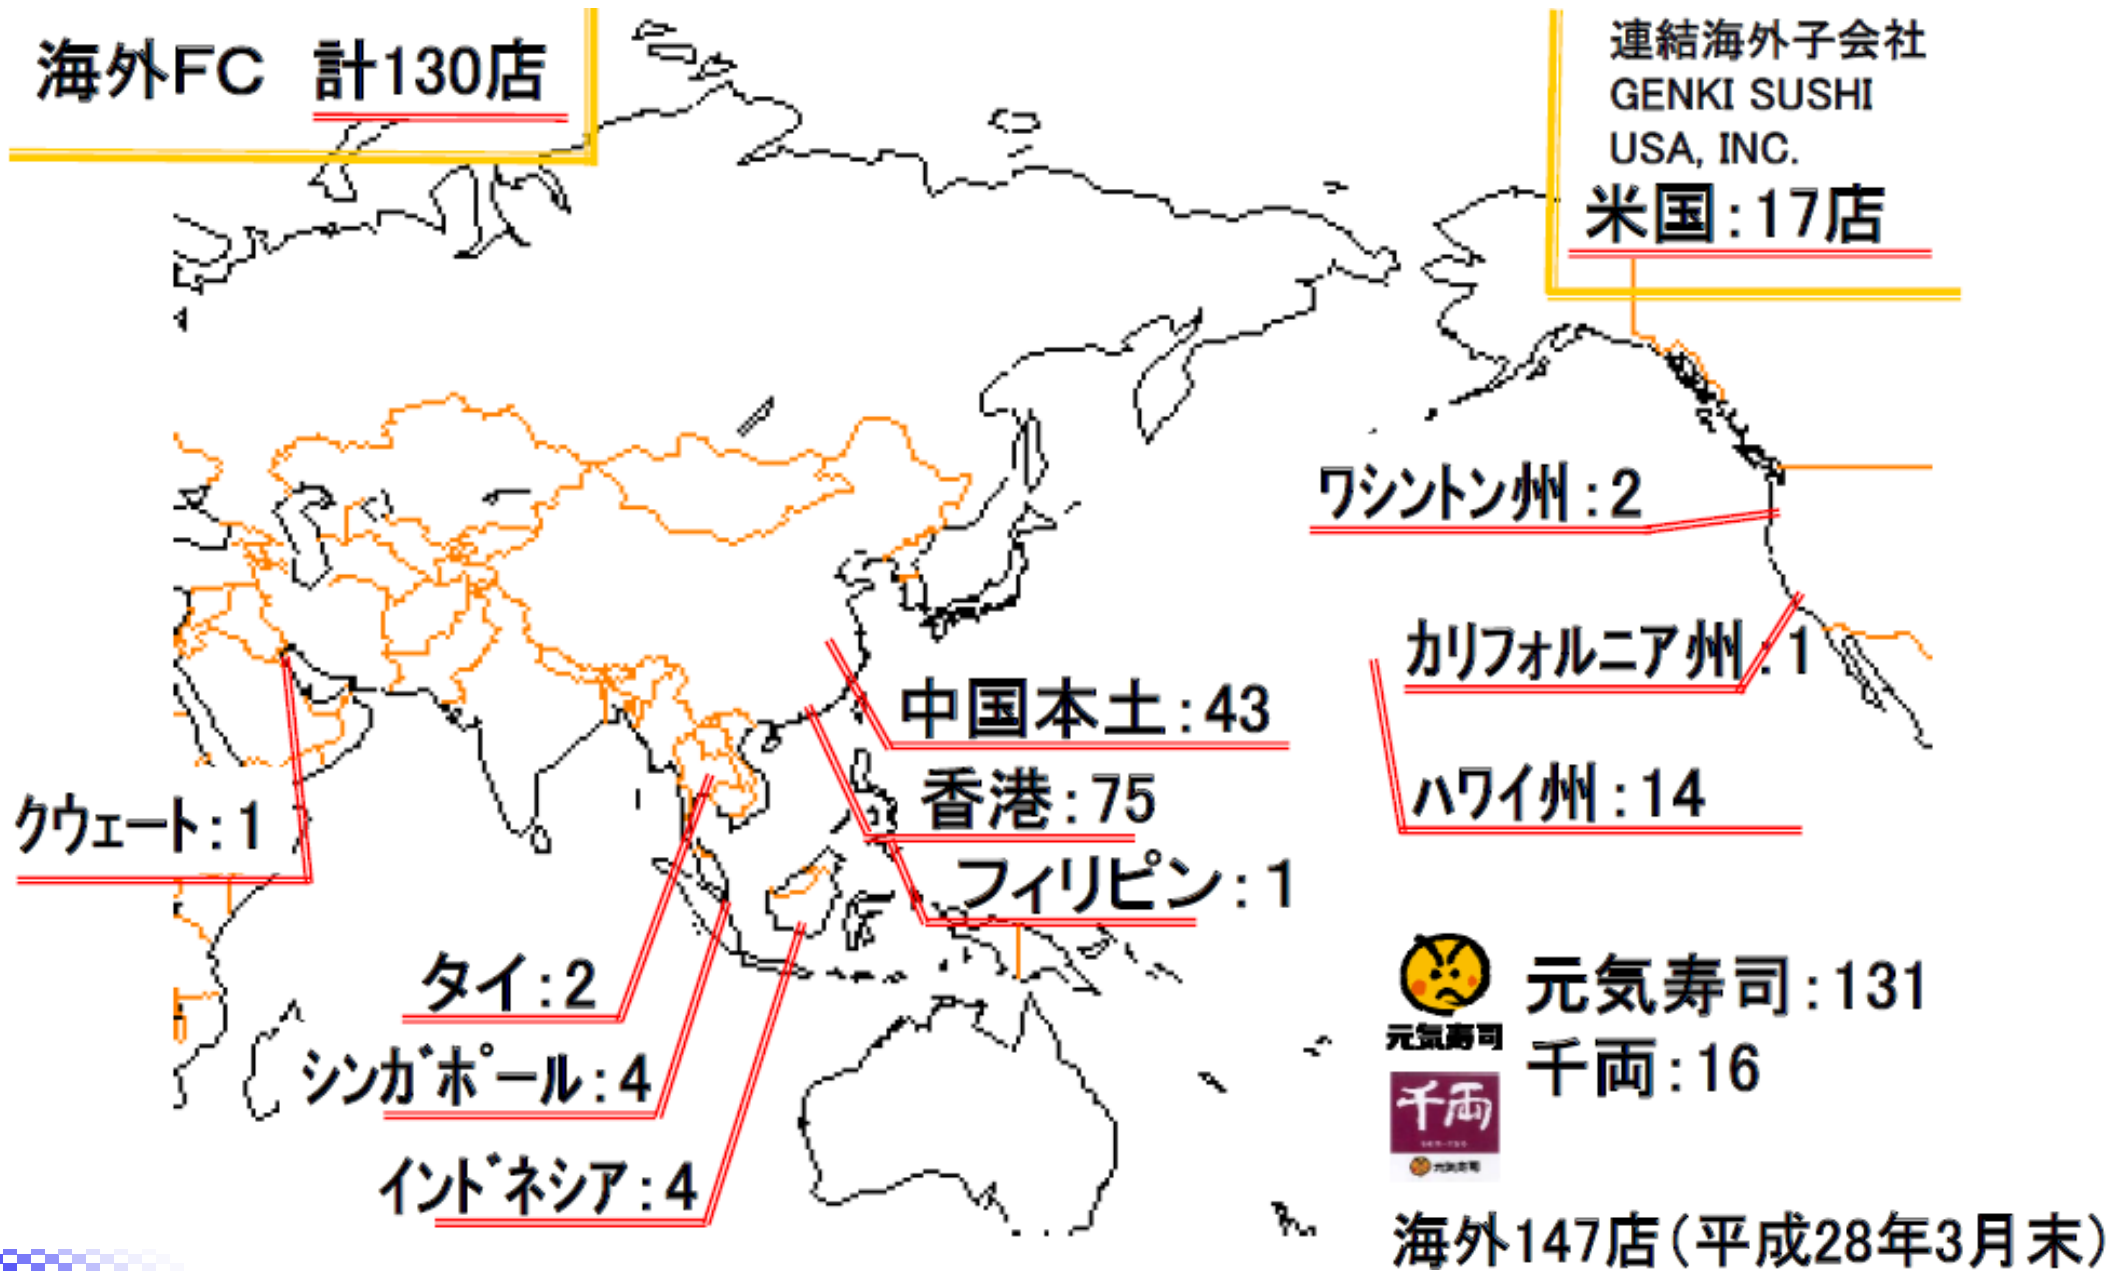 海外FC 計130店
連結海外子会社
GENKI SUSHI
USA, INC.
米国:17店
ワシントン州:2
カリフォルニア州:1
ハワイ州:14
中国本土:43
香港:75
フィリピン:1
クウェート:1
タイ:2
シンガポール:4
インドネシア:4
元気寿司
元気寿司:131
千両
元気寿司
千両:16
海外147店(平成28年3月末)